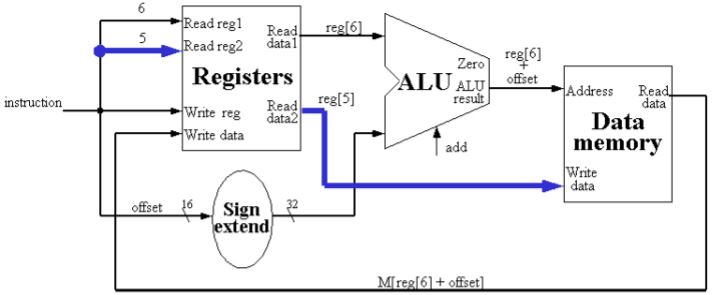 6
Read reg1
5
Read reg2
Read
data1
reg[6]
Registers
instruction
Write reg
Read
data2
reg[5]
Write data
Zero
ALU
ALU
result
add
reg[6]
+
offset
Address
Read
data
Data
memory
Write
data
offset
16
Sign
extend
32
M[reg[6] + offset]